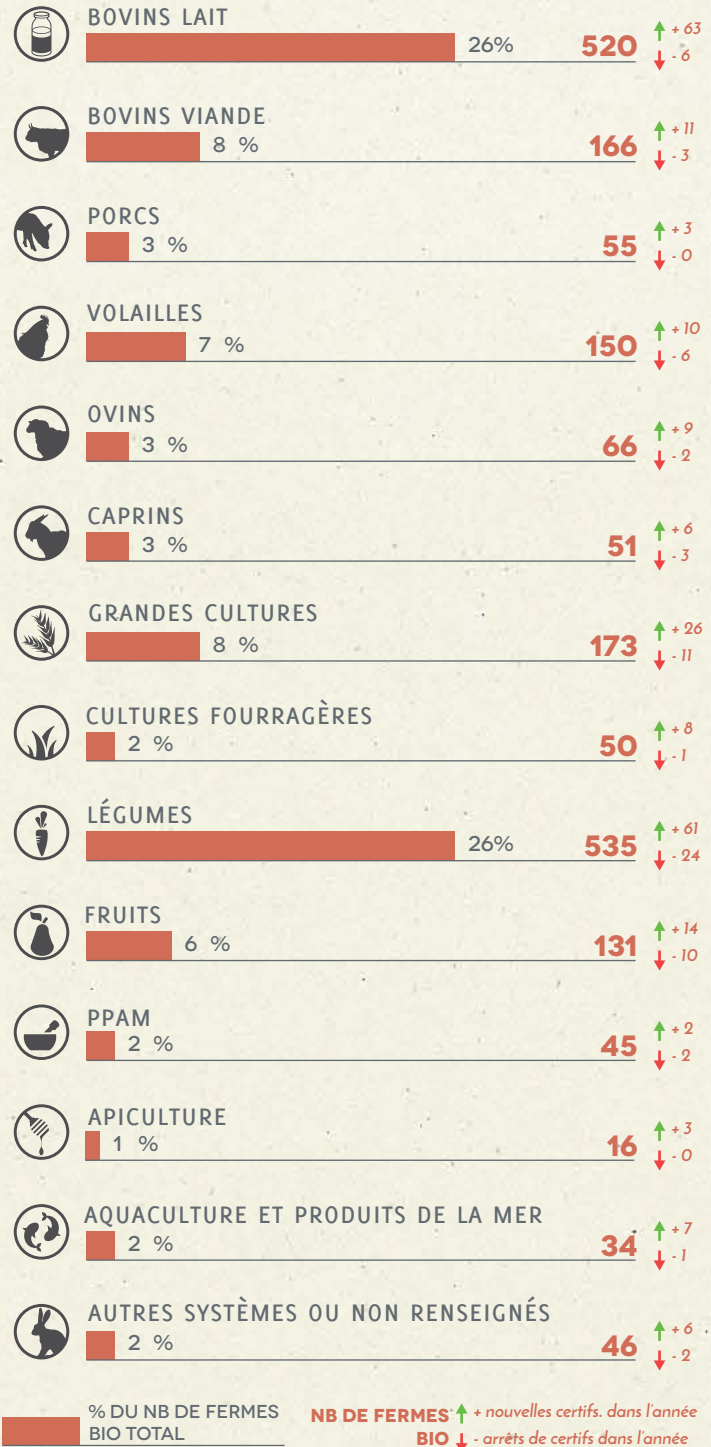 BOVINS LAIT
26% 520 + 63
- 6
BOVINS VIANDE
8 % 166 + 11
- 3
PORCS
3 % 55 + 3
- 0
VOLAILLES
7 % 150 + 10
- 6
OVINS
3 % 66 + 9
- 2
CAPRINS
3 % 51 + 6
- 3
GRANDES CULTURES
8 % 173 + 26
- 11
CULTURES FOURRAGÈRES
2 % 50 + 8
- 1
LÉGUMES
26% 535 + 61
- 24
FRUITS
6 % 131 + 14
- 10
PPAM
2 % 45 + 2
- 2
APICULTURE
1 % 16 + 3
- 0
AQUACULTURE ET PRODUITS DE LA MER
2 % 34 + 7
- 1
AUTRES SYSTÈMES OU NON RENSEIGNÉS
2 % 46 + 6
- 2
% DU NB DE FERMES
BIO TOTAL
NB DE FERMES + nouvelles certifs. dans l'année
BIO - arrêts de certifs dans l'année